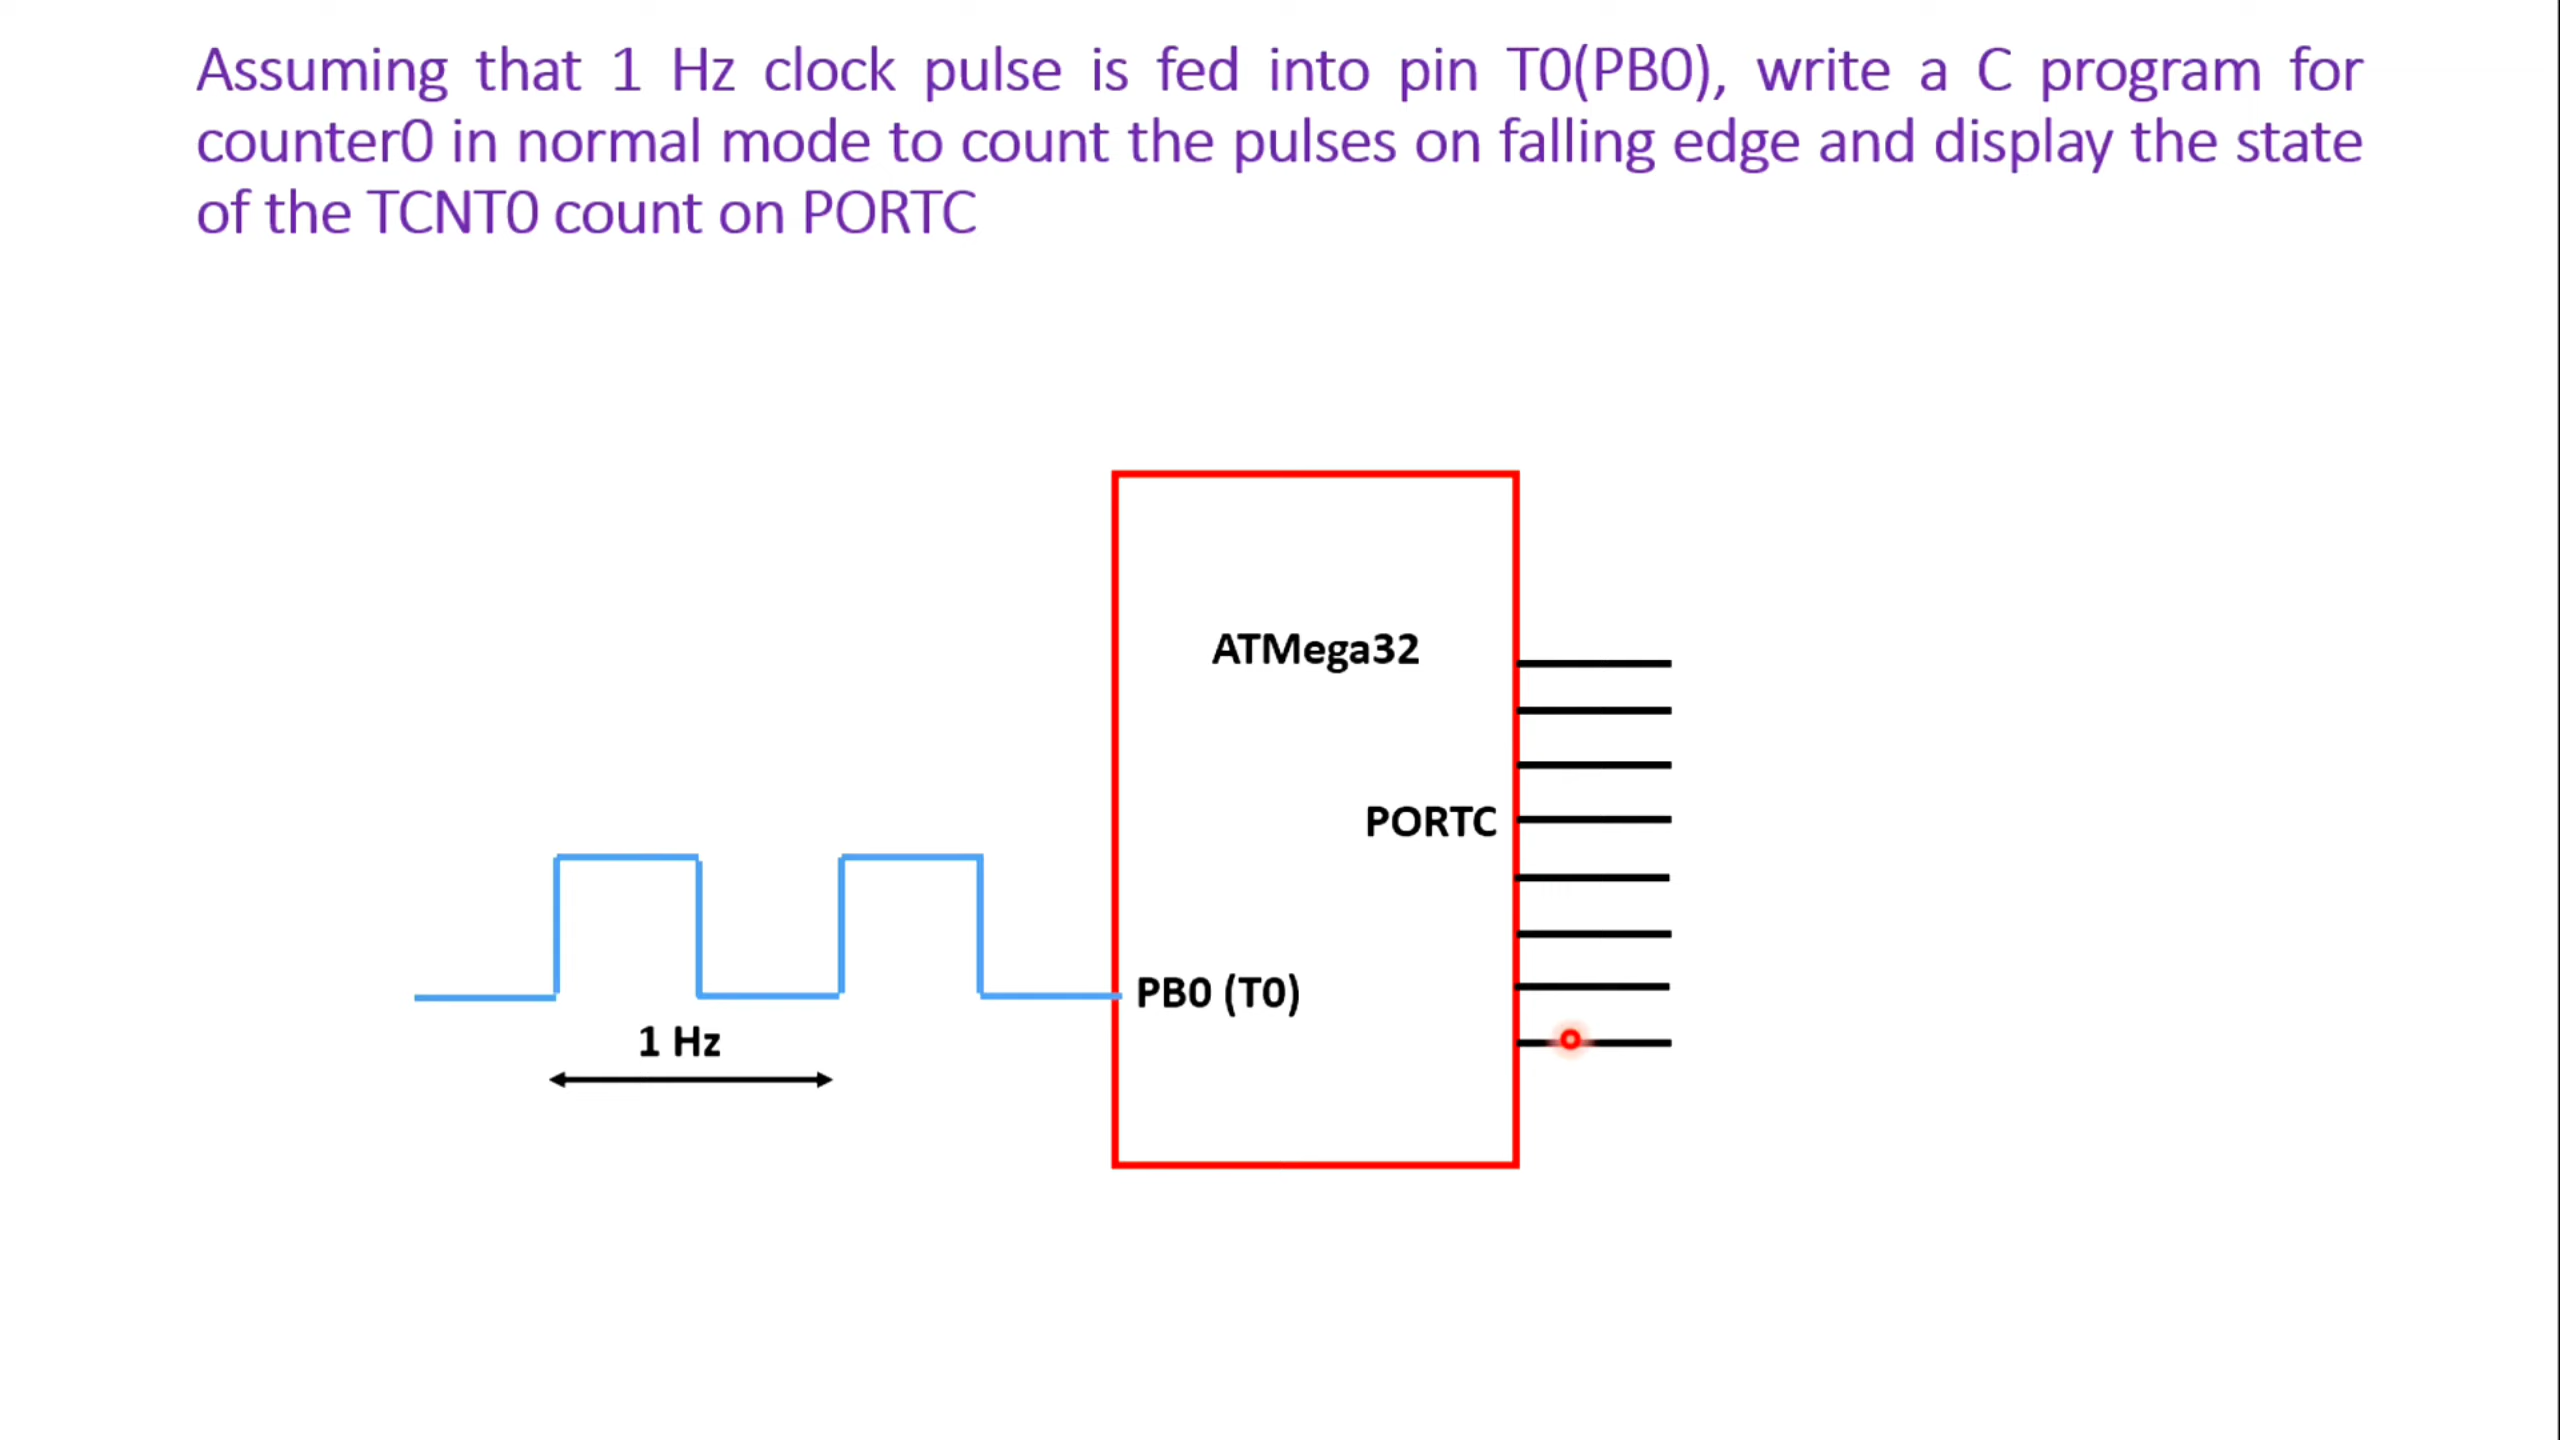 Assuming that 1 Hz clock pulse is fed into pin T0(PB0), write a C program for
counter0 in normal mode to count the pulses on falling edge and display the state
of the TCNT0 count on PORTC
ATMega32
PORTC
PB0 (T0)
1 Hz